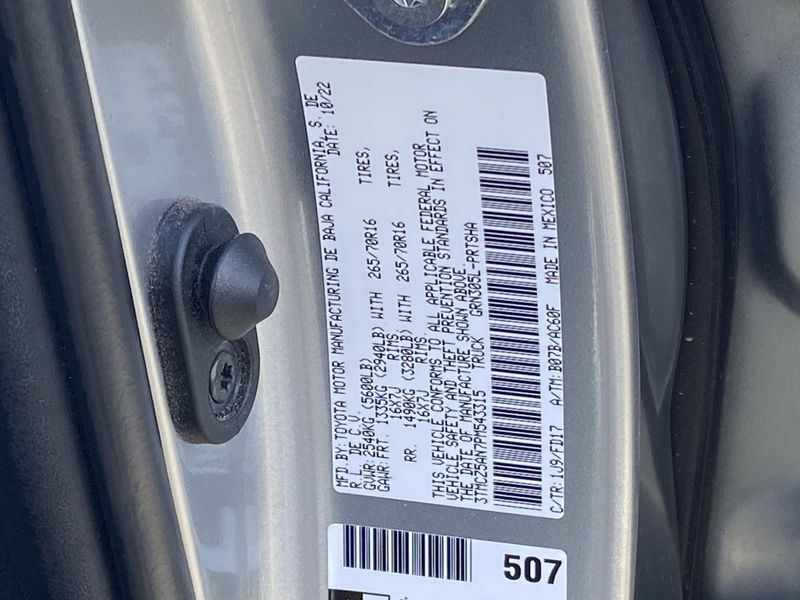 MFD.BY: TOYOTA MOTOR MANUFACTURING DE BAJA CALIFORNIA, S. DE
R.L. DE C.V. DATE: 10/22
GVWR: 2540KG (5600LB)
GAWR: FRT. 1335KG (2940LB) WITH 265/70R16 TIRES,
16X7J RIMS
RR. 1490KG (3280LB) WITH 265/70R16 TIRES,
16X7J RIMS
THIS VEHICLE CONFORMS TO ALL APPLICABLE FEDERAL MOTOR
VEHICLE SAFETY AND THEFT PREVENTION STANDARDS IN EFFECT ON
THE DATE OF MANUFACTURE SHOWN ABOVE.
3TMCZ5AN7PM543315 TRUCK GRN305L-PRTSHA
C/TR: 1U9/FD17 A/TM: B07B/AC60F MADE IN MEXICO 507
507